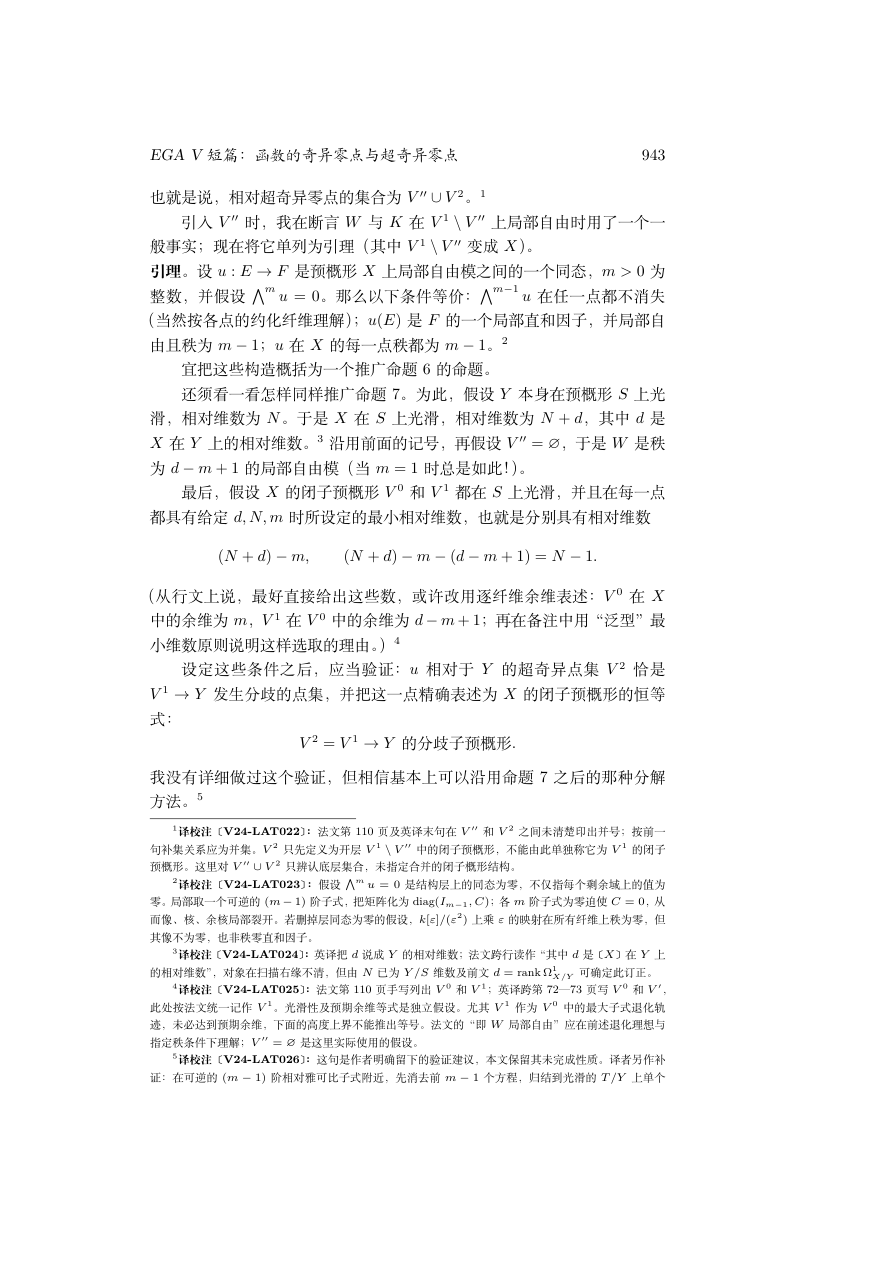 EGA V 短篇：函数的奇异零点与超奇异零点 943
也就是说，相对超奇异零点的集合为 V″ ∪ V²。¹
引入 V″ 时，我在断言 W 与 K 在 V¹ \ V″ 上局部自由时用了一个一
般事实；现在将它单列为引理（其中 V¹ \ V″ 变成 X）。
引理。设 u : E → F 是预概形 X 上局部自由模之间的一个同态，m > 0 为
整数，并假设 ⋀ᵐ u = 0。那么以下条件等价：⋀ᵐ⁻¹ u 在任一点都不消失
（当然按各点的约化纤维理解）；u(E) 是 F 的一个局部直和因子，并局部自
由且秩为 m − 1；u 在 X 的每一点秩都为 m − 1。²
宜把这些构造概括为一个推广命题 6 的命题。
还须看一看怎样同样推广命题 7。为此，假设 Y 本身在预概形 S 上光
滑，相对维数为 N。于是 X 在 S 上光滑，相对维数为 N + d，其中 d 是
X 在 Y 上的相对维数。³ 沿用前面的记号，再假设 V″ = ∅，于是 W 是秩
为 d − m + 1 的局部自由模（当 m = 1 时总是如此！）。
最后，假设 X 的闭子预概形 V⁰ 和 V¹ 都在 S 上光滑，并且在每一点
都具有给定 d, N, m 时所设定的最小相对维数，也就是分别具有相对维数
(N + d) − m, (N + d) − m − (d − m + 1) = N − 1.
（从行文上说，最好直接给出这些数，或许改用逐纤维余维表述：V⁰ 在 X
中的余维为 m，V¹ 在 V⁰ 中的余维为 d − m + 1；再在备注中用“泛型”最
小维数原则说明这样选取的理由。）⁴
设定这些条件之后，应当验证：u 相对于 Y 的超奇异点集 V² 恰是
V¹ → Y 发生分歧的点集，并把这一点精确表述为 X 的闭子预概形的恒等
式：
V² = V¹ → Y 的分歧子预概形.
我没有详细做过这个验证，但相信基本上可以沿用命题 7 之后的那种分解
方法。⁵
¹译校注〔V24-LAT022〕：法文第 110 页及英译末句在 V″ 和 V² 之间未清楚印出并号；按前一
句补集关系应为并集。V² 只先定义为开层 V¹ \ V″ 中的闭子预概形，不能由此单独称它为 V¹ 的闭子
预概形。这里对 V″ ∪ V² 只辨认底层集合，未指定合并的闭子概形结构。
²译校注〔V24-LAT023〕：假设 ⋀ᵐ u = 0 是结构层上的同态为零，不仅指每个剩余域上的值为
零。局部取一个可逆的 (m − 1) 阶子式，把矩阵化为 diag(Iₘ₋₁, C)；各 m 阶子式为零迫使 C = 0，从
而像、核、余核局部裂开。若删掉层同态为零的假设，k[ε]/(ε²) 上乘 ε 的映射在所有纤维上秩为零，但
其像不为零，也非秩零直和因子。
³译校注〔V24-LAT024〕：英译把 d 说成 Y 的相对维数；法文跨行读作“其中 d 是〔X〕在 Y 上
的相对维数”，对象在扫描右缘不清，但由 N 已为 Y/S 维数及前文 d = rank Ω¹_{X/Y} 可确定此订正。
⁴译校注〔V24-LAT025〕：法文第 110 页手写列出 V⁰ 和 V¹；英译跨第 72—73 页写 V⁰ 和 V′，
此处按法文统一记作 V¹。光滑性及预期余维等式是独立假设。尤其 V¹ 作为 V⁰ 中的最大子式退化轨
迹，未必达到预期余维，下面的高度上界不能推出等号。法文的“即 W 局部自由”应在前述退化理想与
指定秩条件下理解；V″ = ∅ 是这里实际使用的假设。
⁵译校注〔V24-LAT026〕：这句是作者明确留下的验证建议，本文保留其未完成性质。译者另作补
证：在可逆的 (m − 1) 阶相对雅可比子式附近，先消去前 m − 1 个方程，归结到光滑的 T/Y 上单个